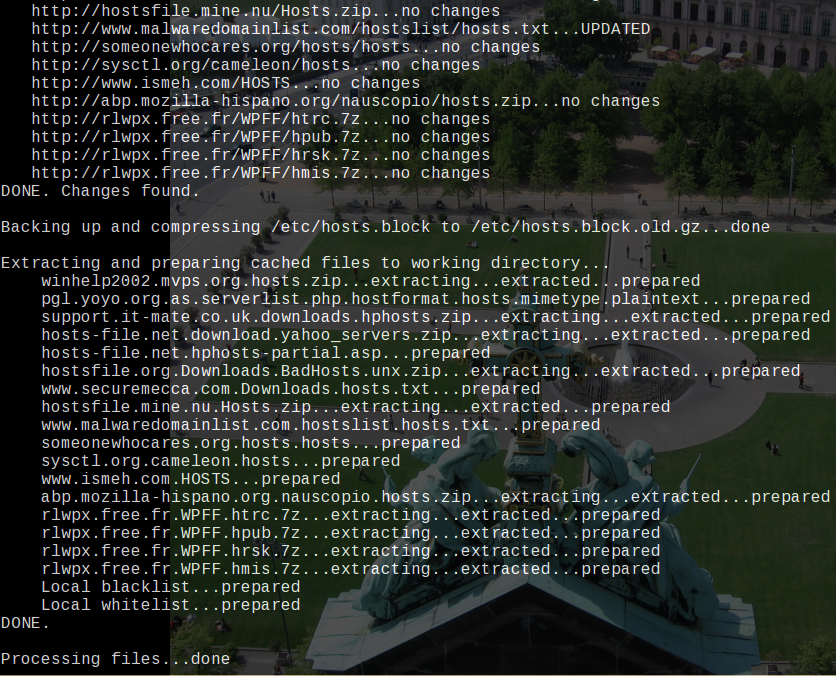 http://hostsfile.mine.nu/Hosts.zip...no changes
http://www.malwaredomainlist.com/hostslist/hosts.txt...UPDATED
http://someonewhocares.org/hosts/hosts...no changes
http://sysctl.org/cameleon/hosts...no changes
http://www.ismeh.com/HOSTS...no changes
http://abp.mozilla-hispano.org/nauscopio/hosts.zip...no changes
http://rlwpx.free.fr/WPFF/htrc.7z...no changes
http://rlwpx.free.fr/WPFF/hpub.7z...no changes
http://rlwpx.free.fr/WPFF/hrsk.7z...no changes
http://rlwpx.free.fr/WPFF/hmis.7z...no changes
DONE. Changes found.
Backing up and compressing /etc/hosts.block to /etc/hosts.block.old.gz...done
Extracting and preparing cached files to working directory...
winhelp2002.mvps.org.hosts.zip...extracting...extracted...prepared
pgl.yoyo.org.as.serverlist.php.hostformat.hosts.mimetype.plaintext...prepared
support.it-mate.co.uk.downloads.hphosts.zip...extracting...extracted...prepared
hosts-file.net.download.yahoo_servers.zip...extracting...extracted...prepared
hosts-file.net.hphosts-partial.asp...prepared
hostsfile.org.Downloads.BadHosts.unx.zip...extracting...extracted...prepared
www.securemecca.com.Downloads.hosts.txt...prepared
hostsfile.mine.nu.Hosts.zip...extracting...extracted...prepared
www.malwaredomainlist.com.hostslist.hosts.txt...prepared
someonewhocares.org.hosts.hosts...prepared
sysctl.org.cameleon.hosts...prepared
www.ismeh.com.HOSTS...prepared
abp.mozilla-hispano.org.nauscopio.hosts.zip...extracting...extracted...prepared
rlwpx.free.fr.WPFF.htrc.7z...extracting...extracted...prepared
rlwpx.free.fr.WPFF.hpub.7z...extracting...extracted...prepared
rlwpx.free.fr.WPFF.hrsk.7z...extracting...extracted...prepared
rlwpx.free.fr.WPFF.hmis.7z...extracting...extracted...prepared
Local blacklist...prepared
Local whitelist...prepared
DONE.
Processing files...done